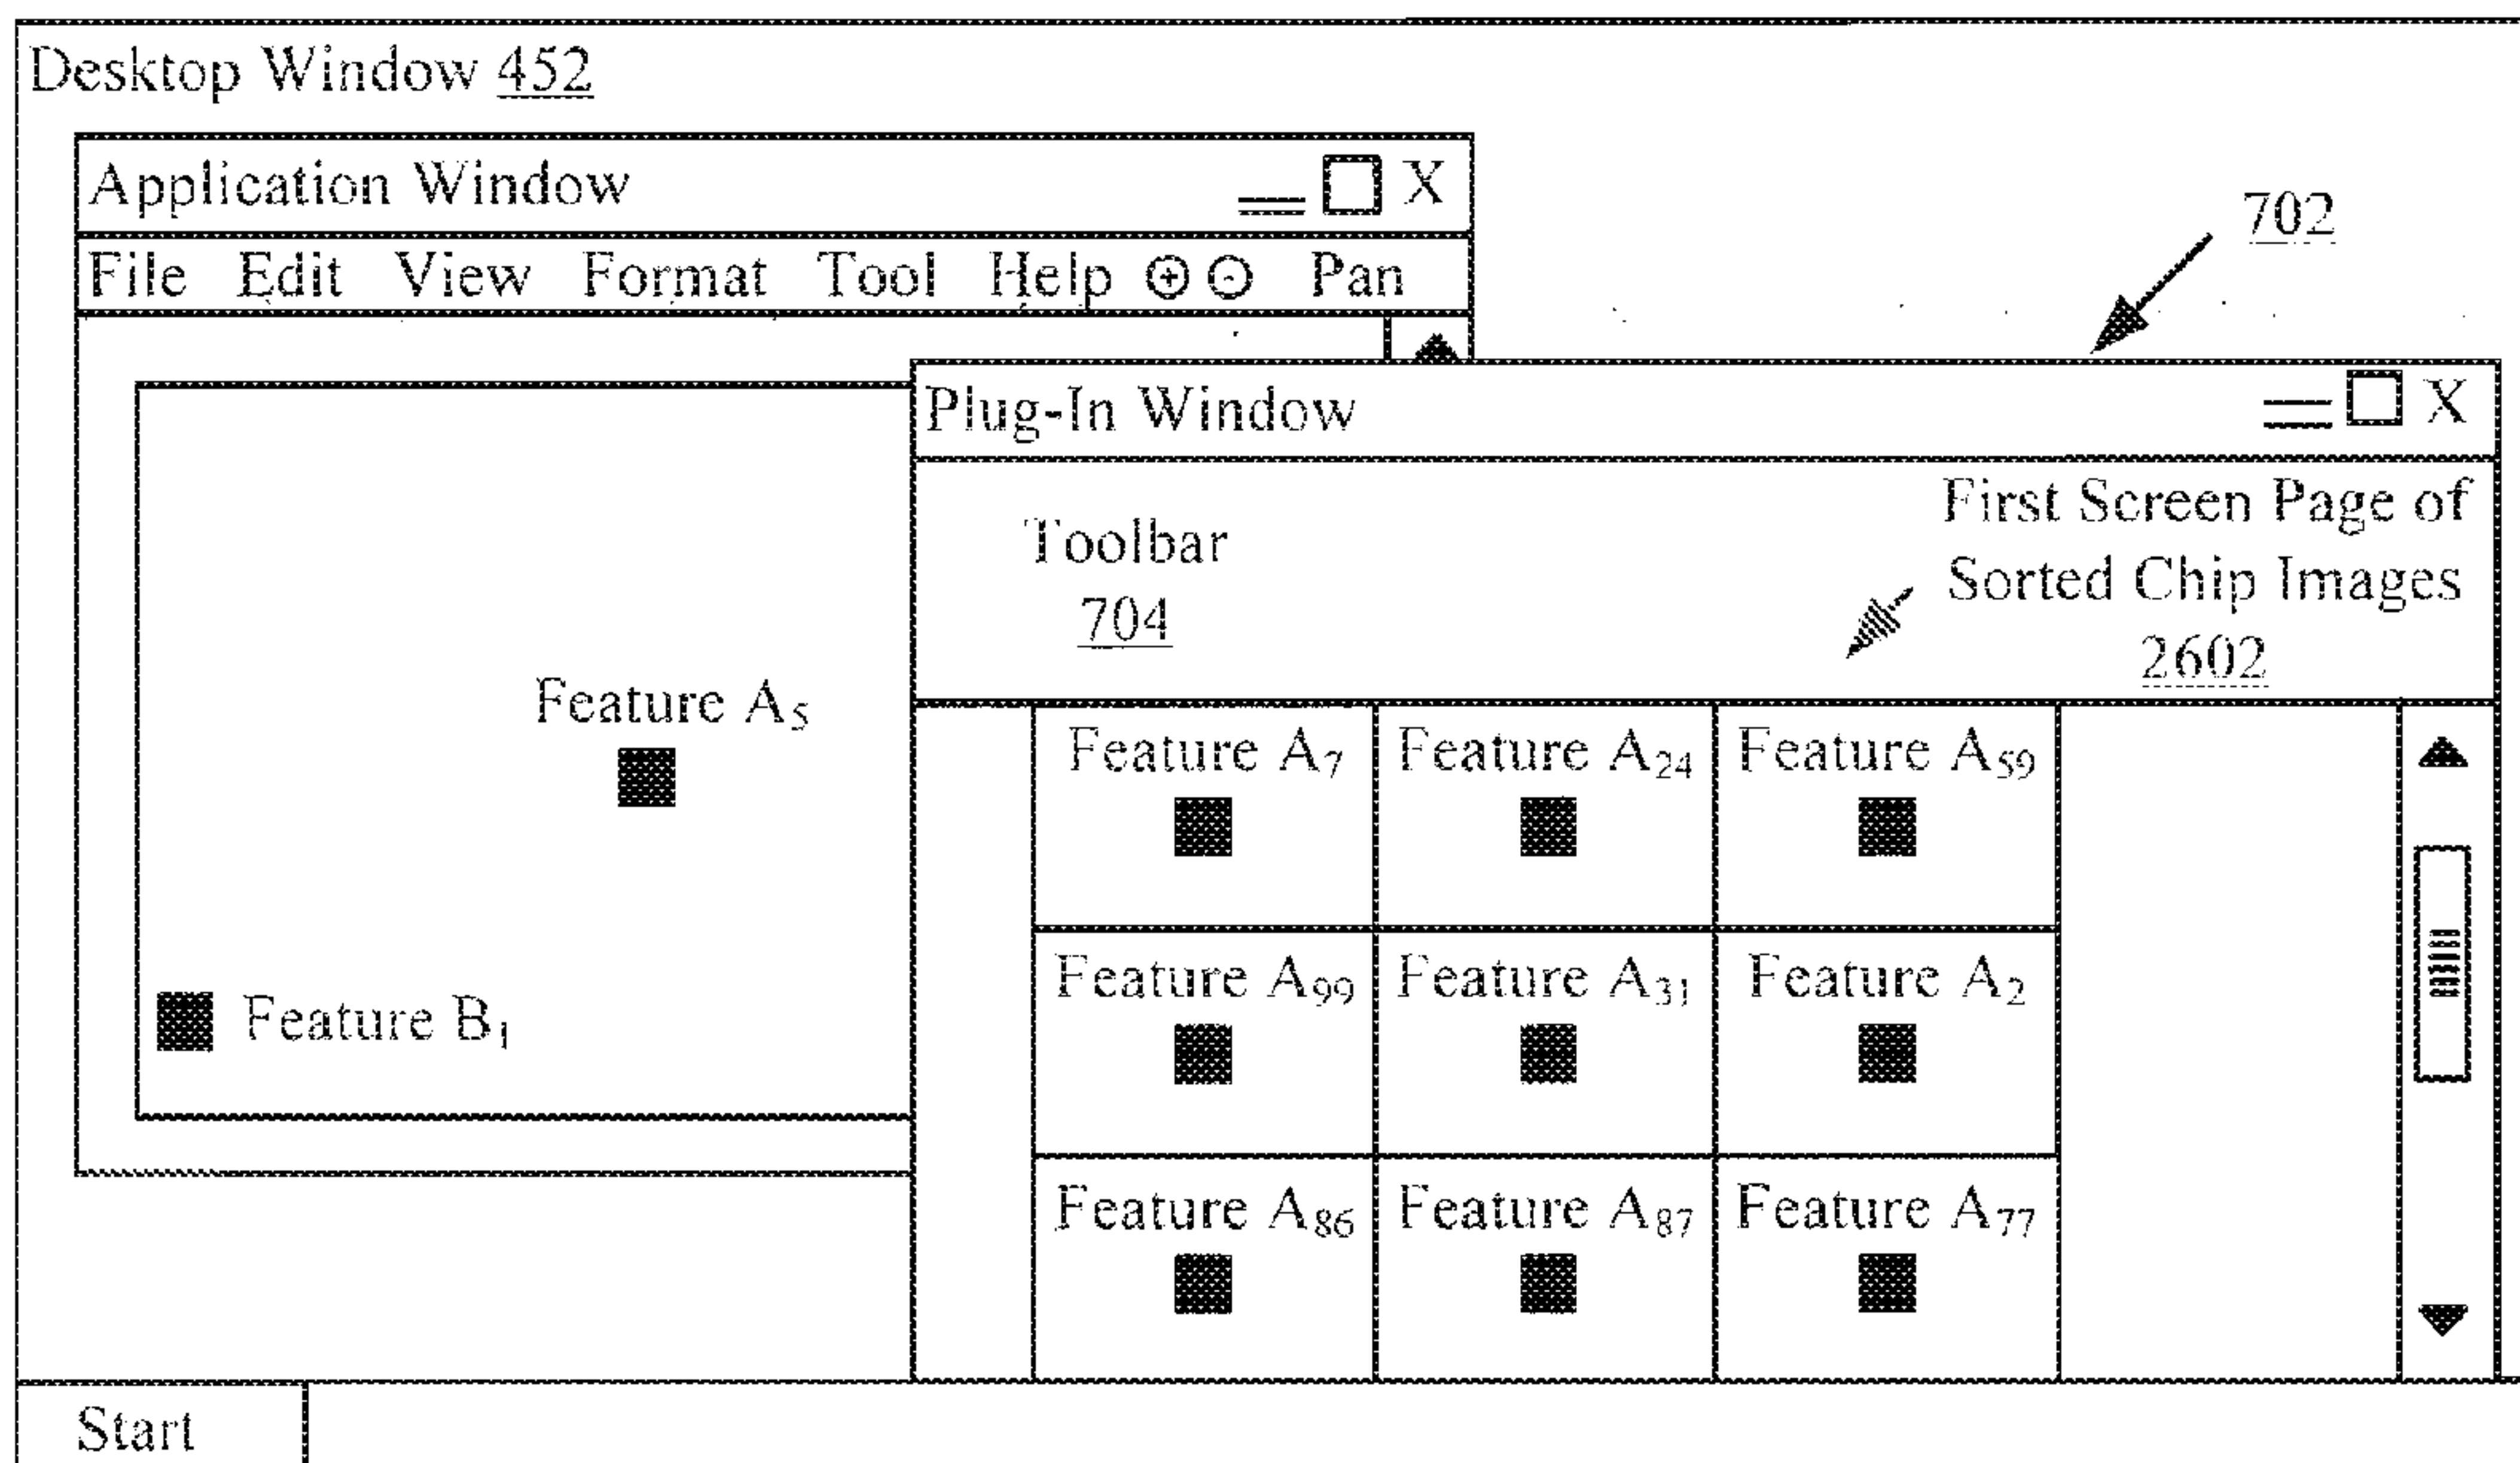 Desktop Window 452
Application Window X
File Edit View Format Tool Help + - Pan
702
Plug-In Window X
Toolbar
704
First Screen Page of
Sorted Chip Images
2602
Feature A5
Feature B1
Feature A7 Feature A24 Feature A59
Feature A99 Feature A31 Feature A2
Feature A86 Feature A87 Feature A77
Start